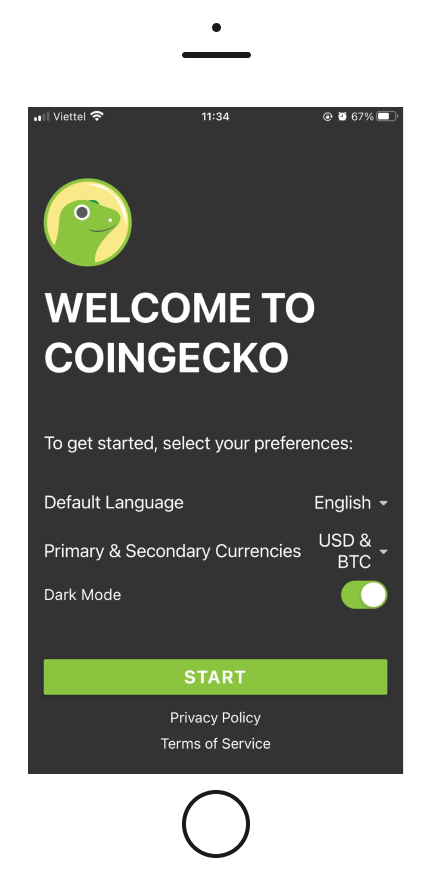 Viettel 11:34 67%
WELCOME TO
COINGECKO
To get started, select your preferences:
Default Language English
Primary & Secondary Currencies USD &
BTC
Dark Mode
START
Privacy Policy
Terms of Service